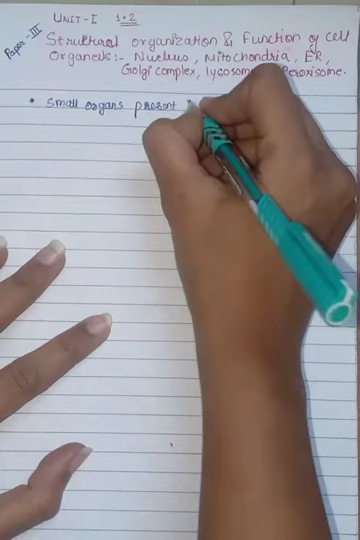 UNIT-I 1.2
Paper-III
Structural organization & Function of cell
Organells:- Nucleus, Mitochondria, ER,
Golgi complex, lysosome Peroxisome.
• Small organs present